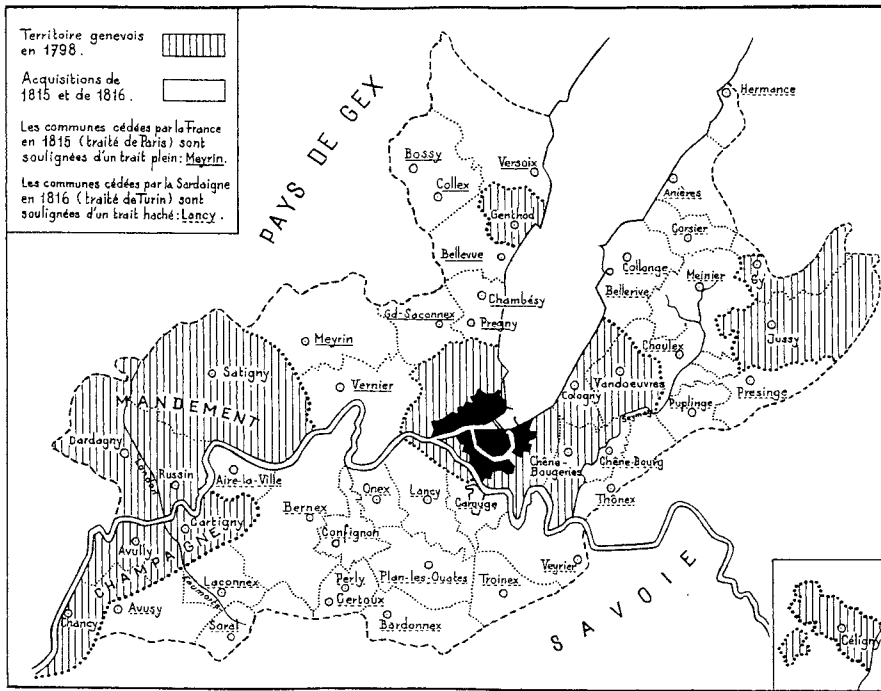 Territoire genevois
en 1798.
Acquisitions de
1815 et de 1816.
Les communes cédées par la France
en 1815 (traité de Paris) sont
soulignées d'un trait plein: Meyrin.
Les communes cédées par la Sardaigne
en 1816 (traité de Turin) sont
soulignées d'un trait haché: Lancy.
PAYS DE GEX
Hermance
Bossy
Versoix
Collex
Anières
Genthod
Corsier
Bellevue
Collange
Gy
Bellerive
Meinier
Chambésy
Gd-Saconnex
Pregny
Jussy
Meyrin
Choulex
Satigny
Vernier
Cologny
Vandoeuvres
Presinge
MANDEMENT
Puplinge
Seymaz
Dardagny
London
Chêne-
Bougeries
Chêne-Bourg
Russin
Aire-la-Ville
Onex
Lancy
Thônex
Bernex
Carouge
Cartigny
Confignon
Avully
CHAMPAGNE
Veyrier
Laconnex
Perly
Plan-les-Ouates
Troinex
Certoux
Chancy
Avusy
Bardonnex
Soral
SAVOIE
Céligny